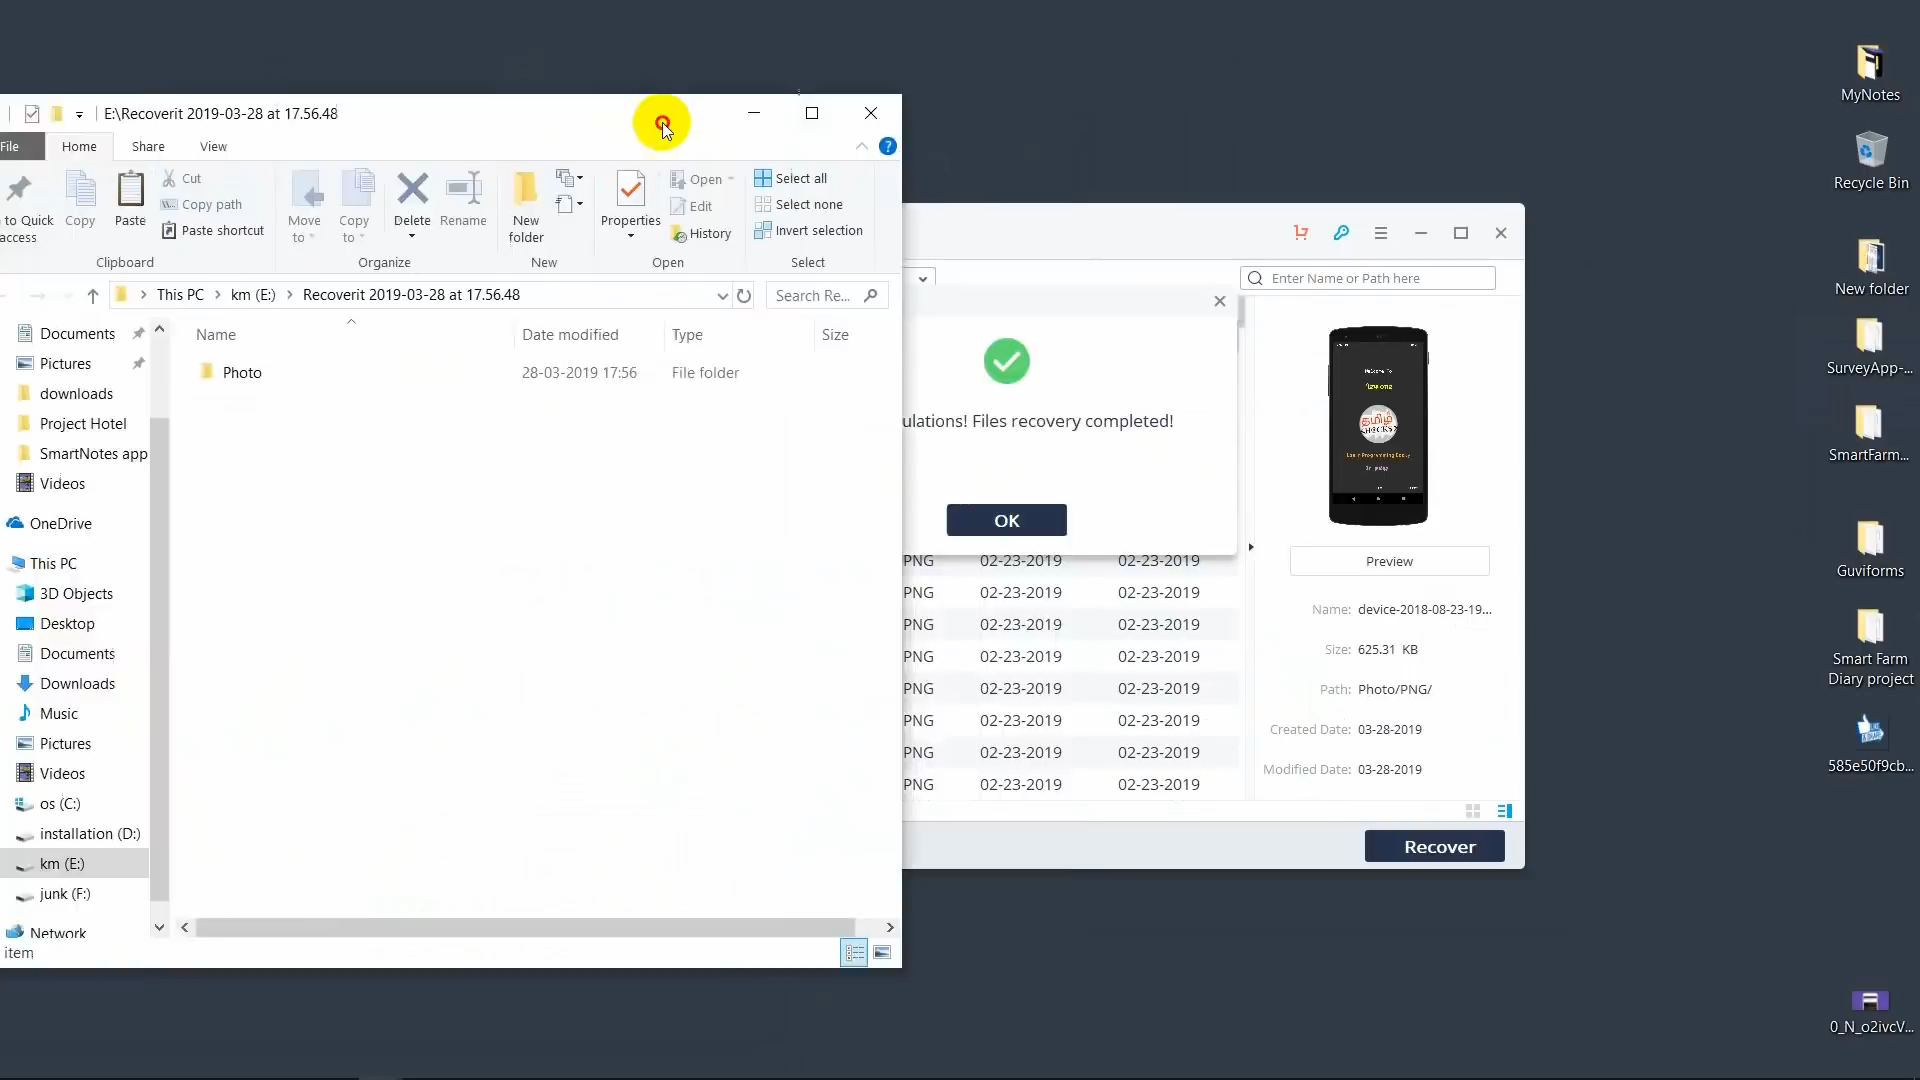 E:\Recoverit 2019-03-28 at 17.56.48
File
Home
Share
View
to Quick
access
Copy
Paste
Cut
Copy path
Paste shortcut
Clipboard
Move
to
Copy
to
Delete
Rename
Organize
New
folder
New
Properties
Open
Edit
History
Open
Select all
Select none
Invert selection
Select
This PC
km (E:)
Recoverit 2019-03-28 at 17.56.48
Search Re...
Documents
Pictures
downloads
Project Hotel
SmartNotes app
Videos
OneDrive
This PC
3D Objects
Desktop
Documents
Downloads
Music
Pictures
Videos
os (C:)
installation (D:)
km (E:)
junk (F:)
Network
item
Name
Date modified
Type
Size
Photo
28-03-2019 17:56
File folder
Enter Name or Path here
ulations! Files recovery completed!
OK
PNG 02-23-2019 02-23-2019
PNG 02-23-2019 02-23-2019
PNG 02-23-2019 02-23-2019
PNG 02-23-2019 02-23-2019
PNG 02-23-2019 02-23-2019
PNG 02-23-2019 02-23-2019
PNG 02-23-2019 02-23-2019
PNG 02-23-2019 02-23-2019
Welcome To
தமிழ்
Preview
Name: device-2018-08-23-19...
Size: 625.31 KB
Path: Photo/PNG/
Created Date: 03-28-2019
Modified Date: 03-28-2019
Recover
MyNotes
Recycle Bin
New folder
SurveyApp-...
SmartFarm...
Guviforms
Smart Farm
Diary project
585e50f9cb...
0_N_o2ivcV...